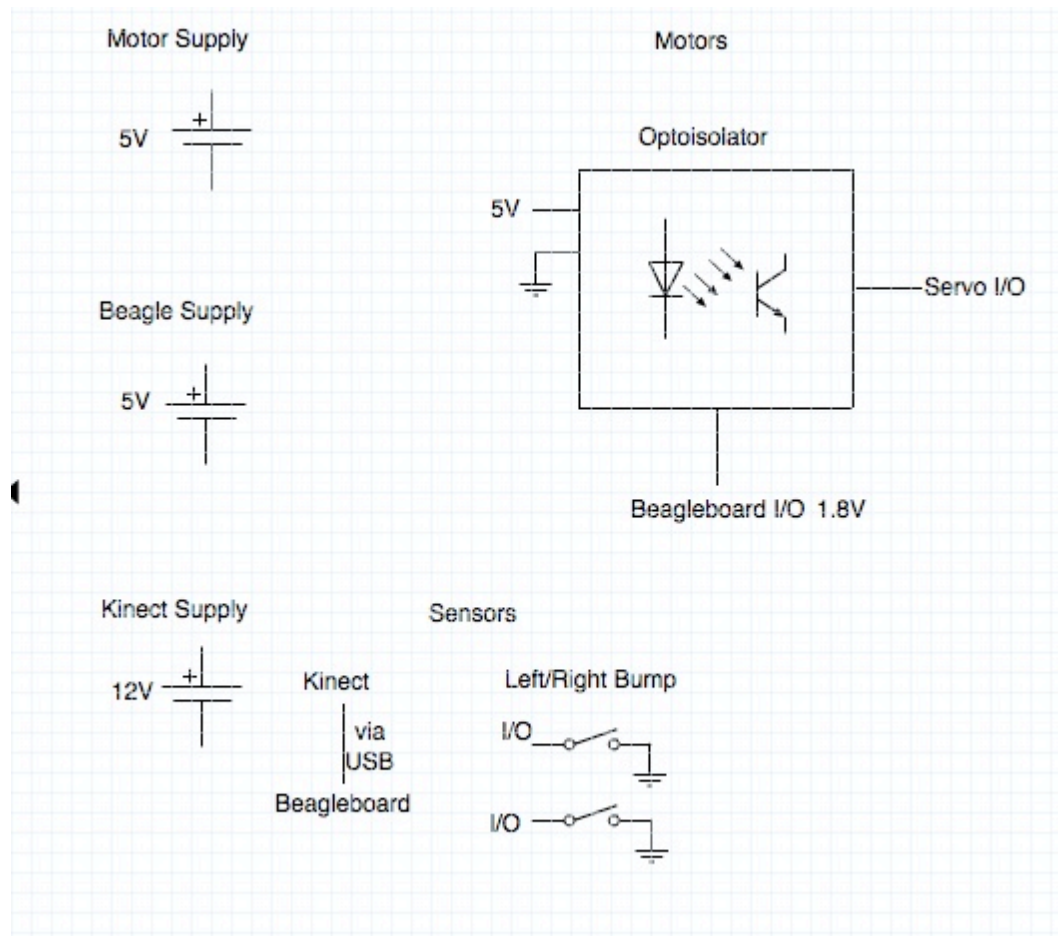 Motor Supply
Motors
+
5V
Optoisolator
5V
Servo I/O
Beagle Supply
+
5V
Beagleboard I/O 1.8V
Kinect Supply
Sensors
+
12V
Kinect
Left/Right Bump
via
USB
I/O
Beagleboard
I/O